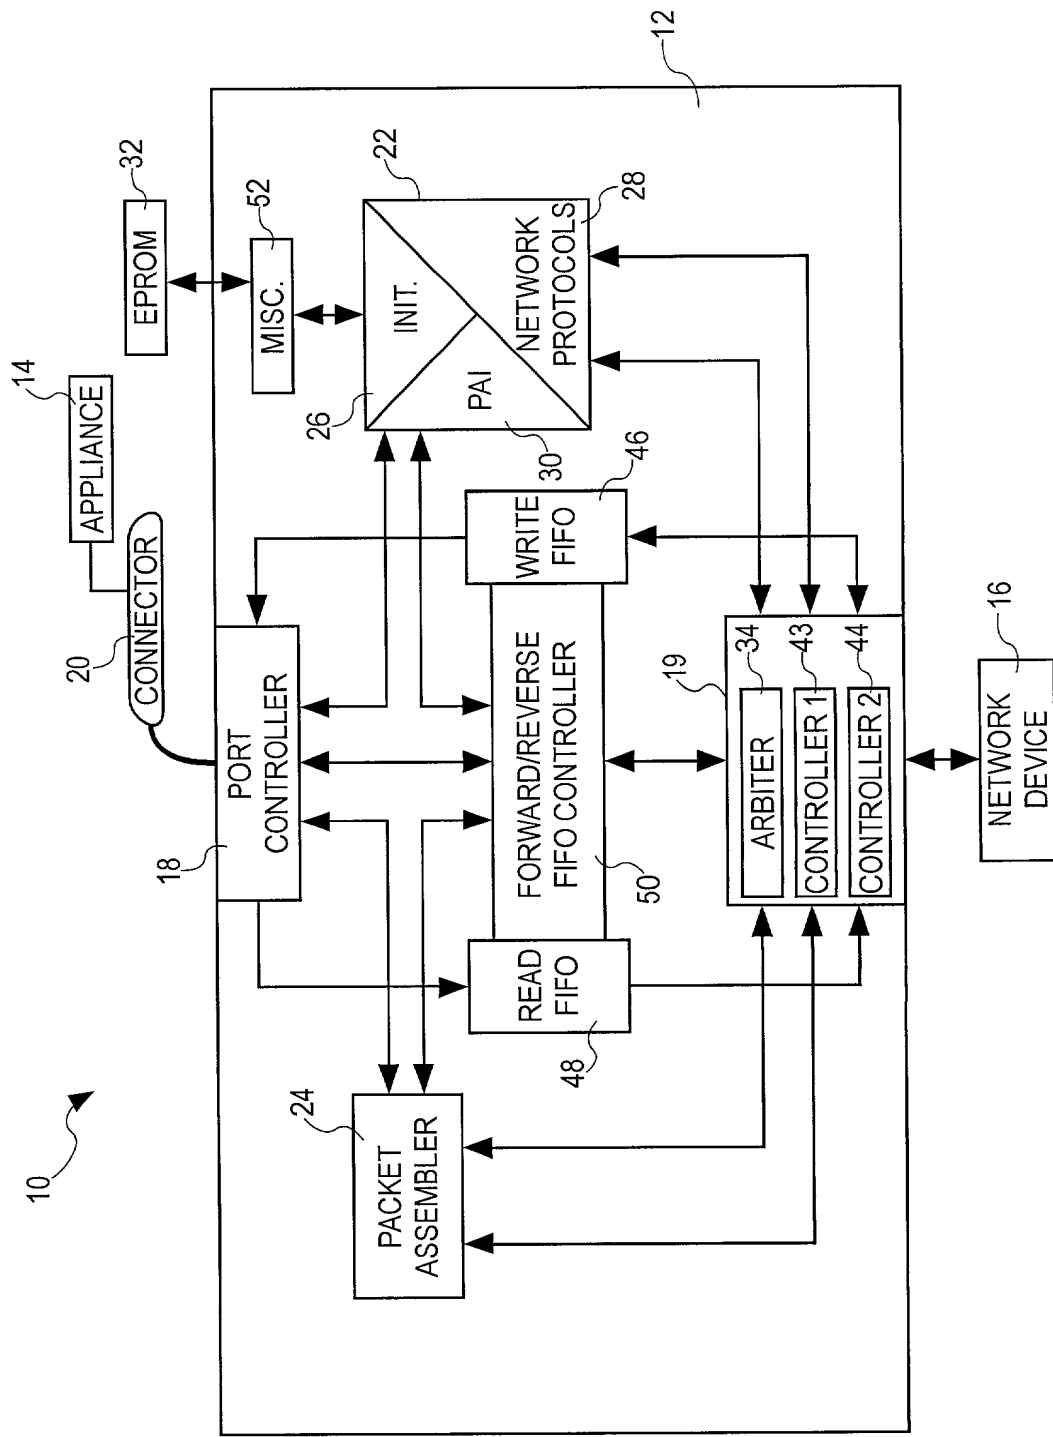 10
12
32
EPROM
14
APPLIANCE
20
CONNECTOR
52
MISC.
22
INIT.
26
PAI
30
NETWORK
PROTOCOLS
28
18
PORT
CONTROLLER
24
PACKET
ASSEMBLER
READ
FIFO
48
FORWARD/REVERSE
FIFO CONTROLLER
50
WRITE
FIFO
46
19
ARBITER
34
CONTROLLER 1
43
CONTROLLER 2
44
NETWORK
DEVICE
16